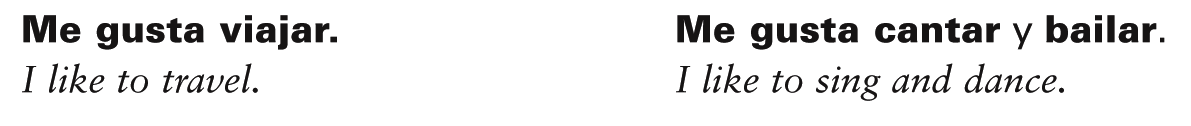 Me gusta viajar.
I like to travel.
Me gusta cantar y bailar.
I like to sing and dance.